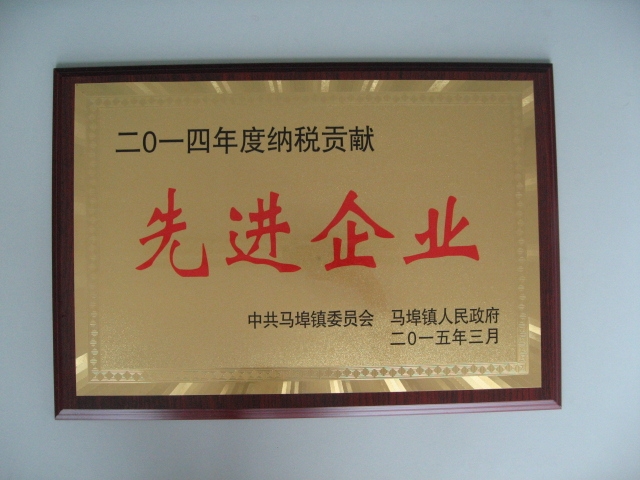 二0一四年度纳税贡献
先进企业
中共马埠镇委员会 马埠镇人民政府
二0一五年三月